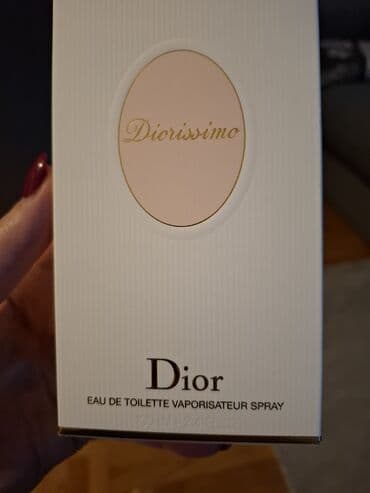 Diorissimo
Dior
EAU DE TOILETTE VAPORISATEUR SPRAY